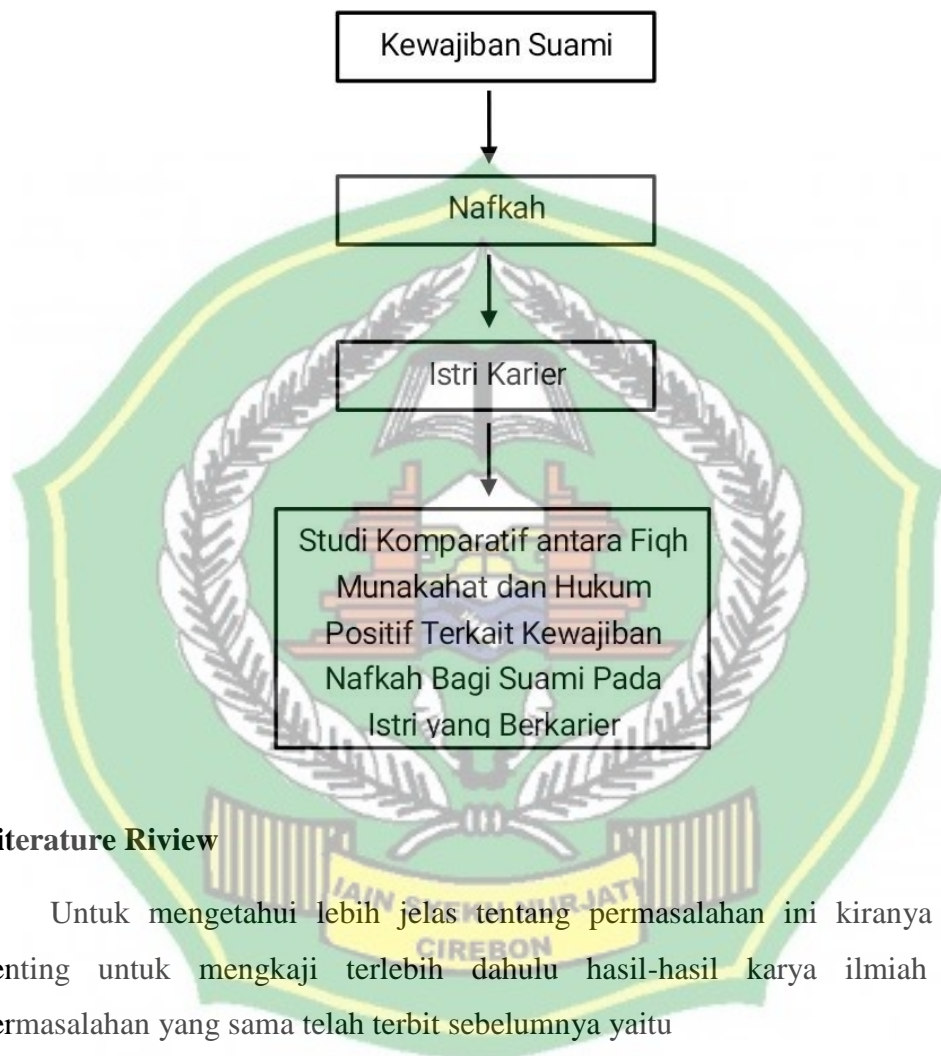 Kewajiban Suami
Nafkah
Istri Karier
Studi Komparatif antara Fiqh
Munakahat dan Hukum
Positif Terkait Kewajiban
Nafkah Bagi Suami Pada
Istri yang Berkarier
iterature Riview
Untuk mengetahui lebih jelas tentang permasalahan ini kiranya
enting untuk mengkaji terlebih dahulu hasil-hasil karya ilmiah
ermasalahan yang sama telah terbit sebelumnya yaitu
IAIN SYEKH NURJATI
CIREBON